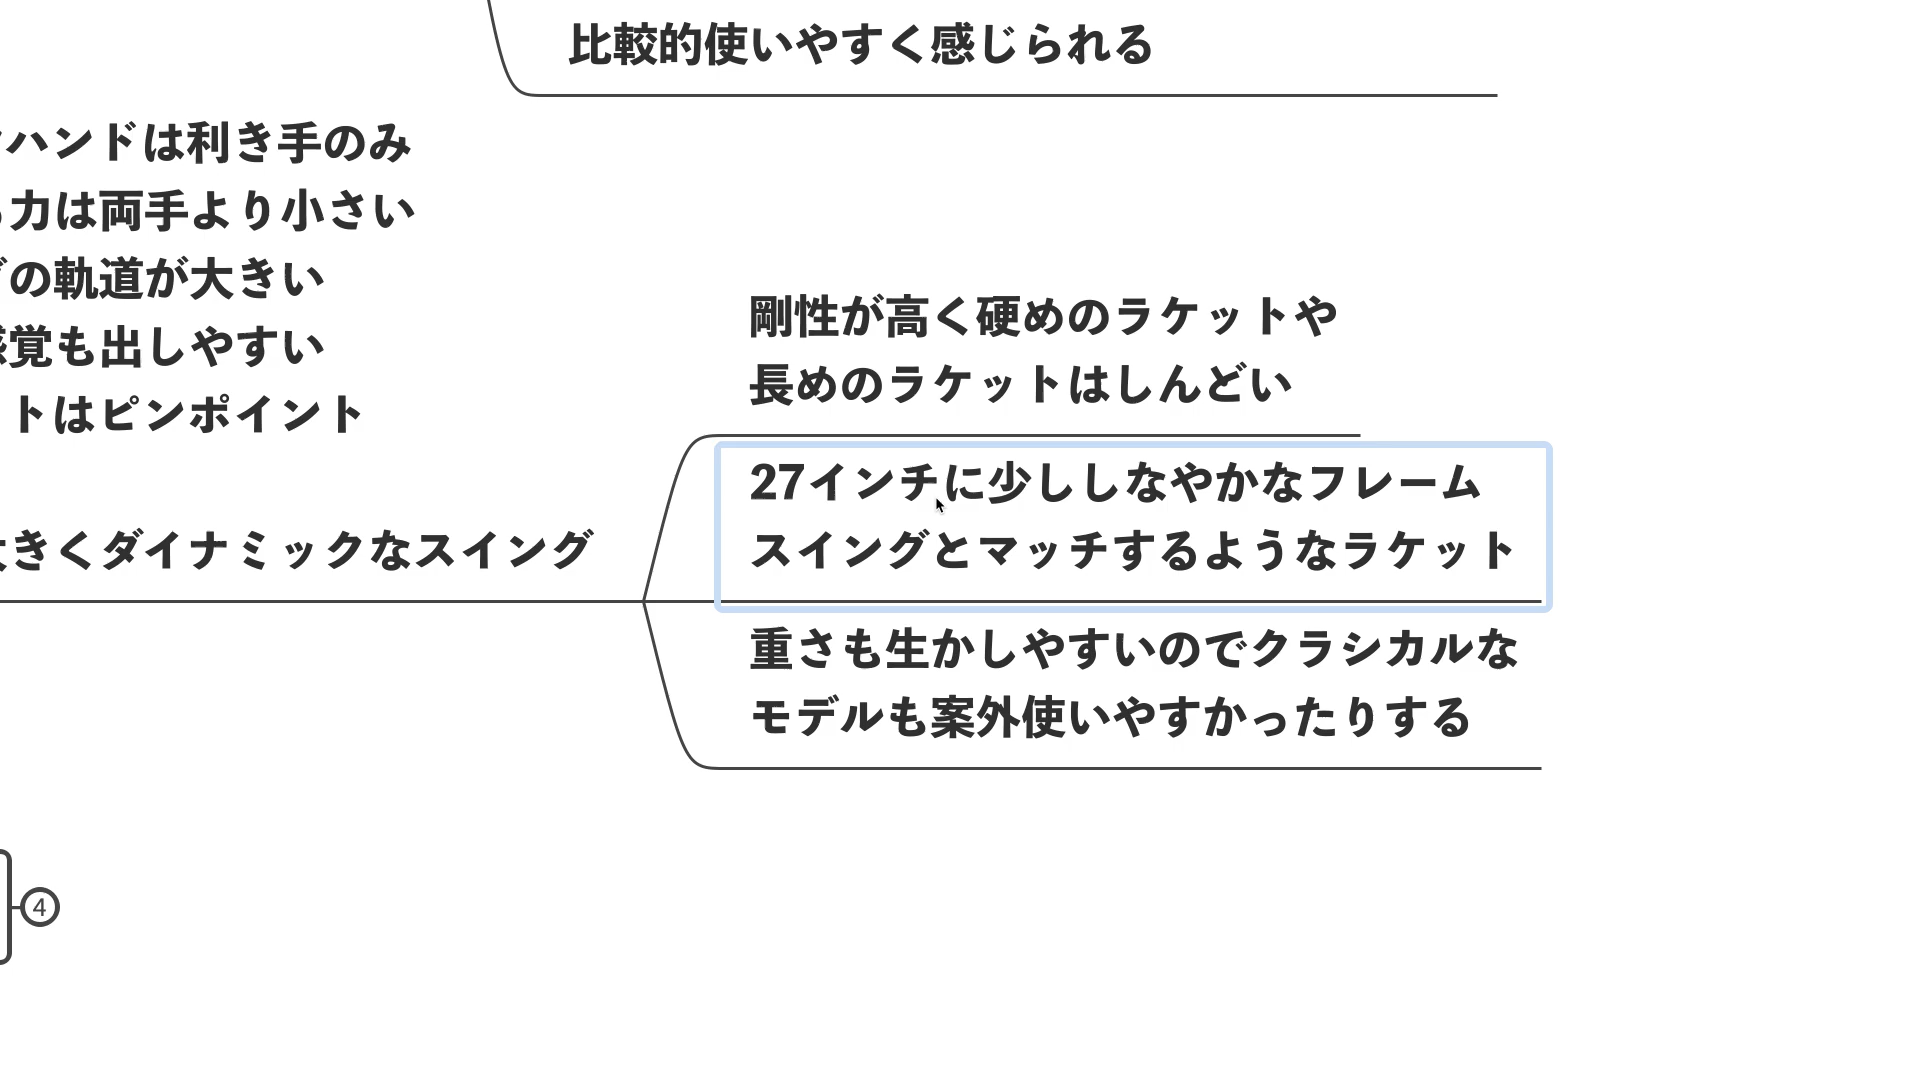 比較的使いやすく感じられる
ハンドは利き手のみ
力は両手より小さい
の軌道が大きい
感覚も出しやすい
トはピンポイント
大きくダイナミックなスイング
剛性が高く硬めのラケットや
長めのラケットはしんどい
27インチに少ししなやかなフレーム
スイングとマッチするようなラケット
重さも生かしやすいのでクラシカルな
モデルも案外使いやすかったりする
4